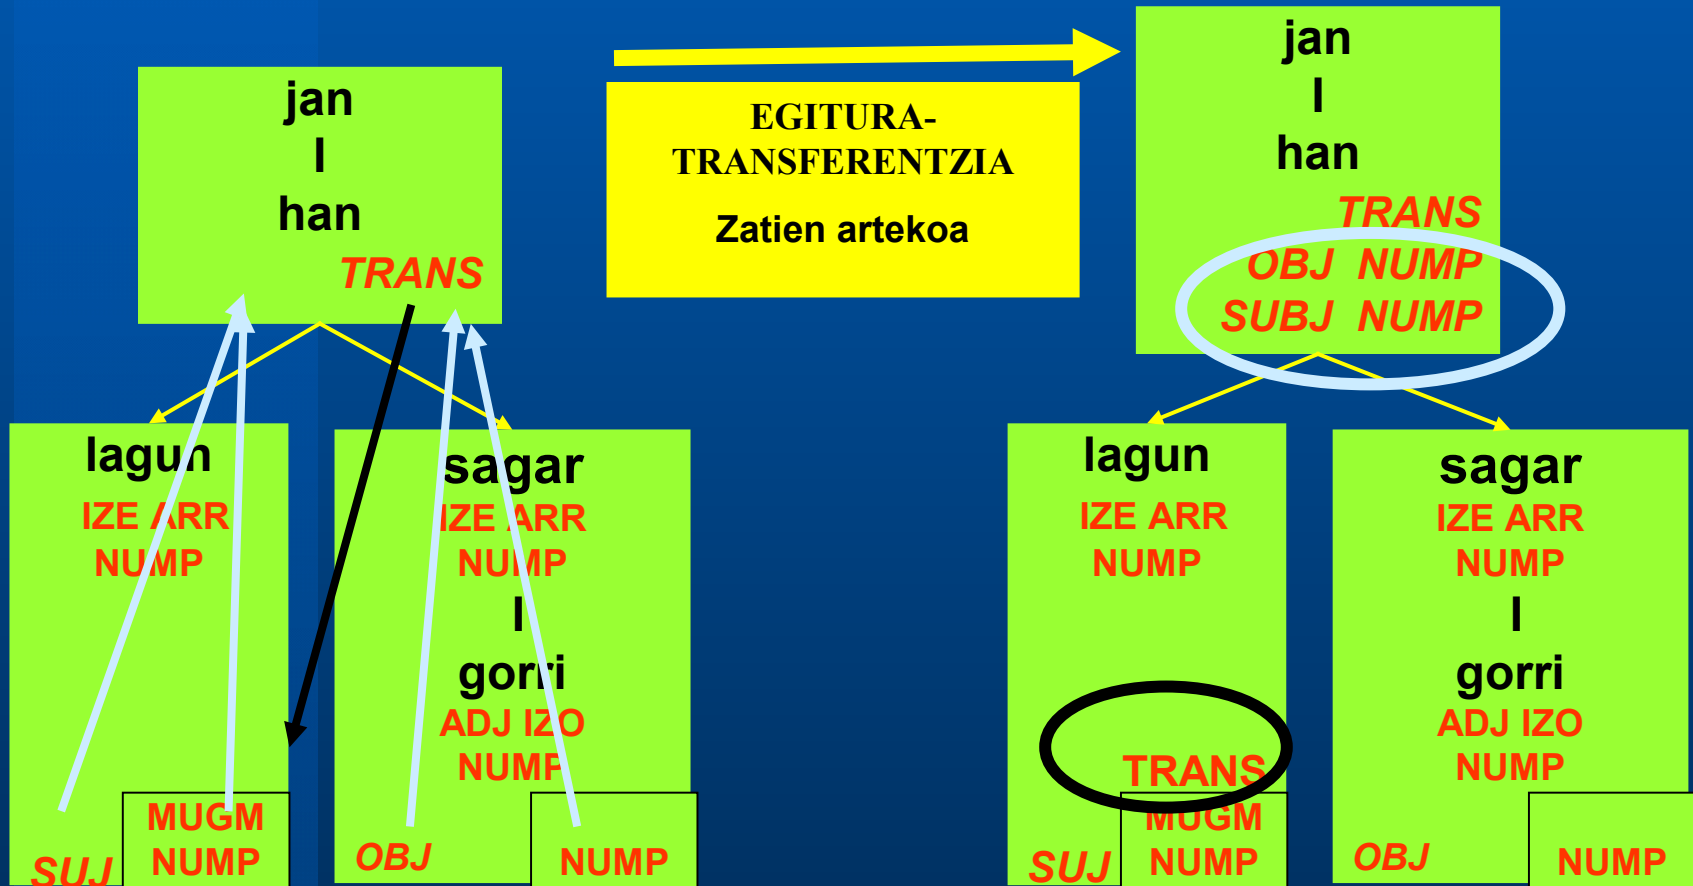 jan
I
han
TRANS
EGITURA-
TRANSFERENTZIA
Zatien artekoa
jan
I
han
TRANS
OBJ NUMP
SUBJ NUMP
lagun
IZE ARR
NUMP
MUGM
SUJ NUMP
sagar
IZE ARR
NUMP
I
gorri
ADJ IZO
NUMP
OBJ NUMP
lagun
IZE ARR
NUMP
TRANS
MUGM
SUJ NUMP
sagar
IZE ARR
NUMP
I
gorri
ADJ IZO
NUMP
OBJ NUMP